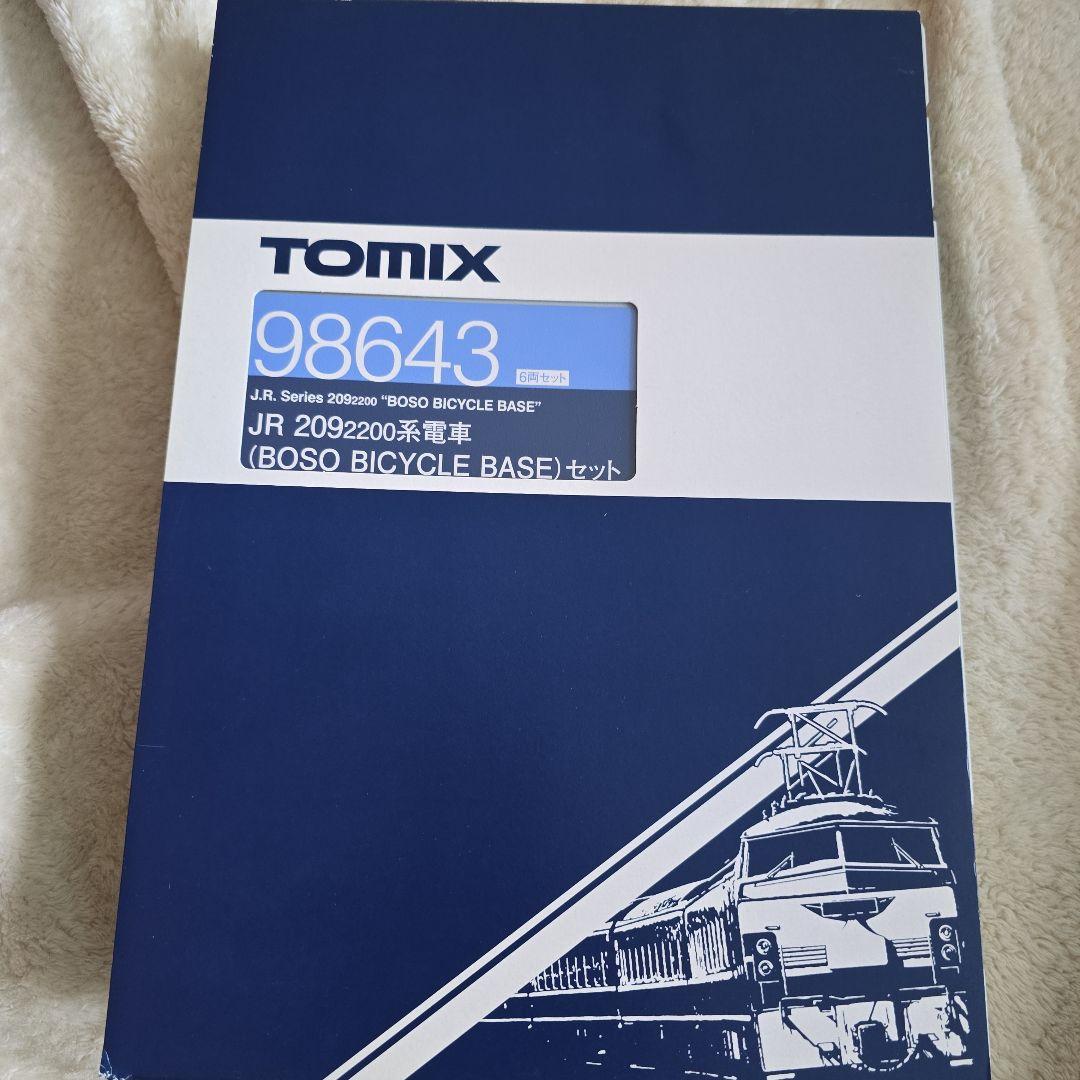 TOMIX
98643 6両セット
J.R. Series 2092200 “BOSO BICYCLE BASE”
JR 2092200系電車
(BOSO BICYCLE BASE)セット